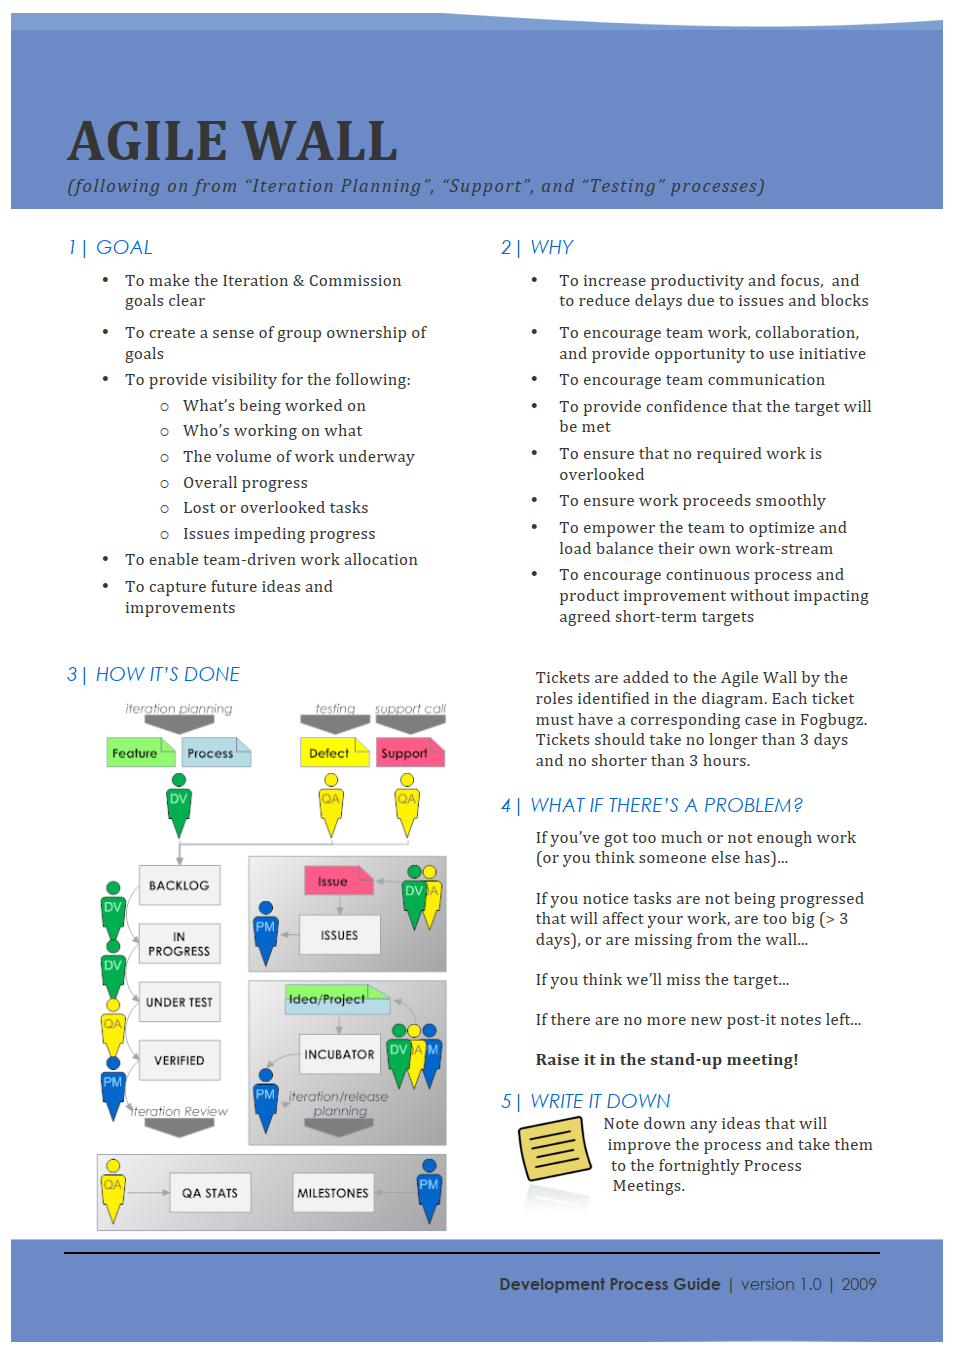 AGILE WALL
(following on from “Iteration Planning”, “Support”, and “Testing” processes)
1| GOAL
• To make the Iteration & Commission
goals clear
• To create a sense of group ownership of
goals
• To provide visibility for the following:
o What’s being worked on
o Who’s working on what
o The volume of work underway
o Overall progress
o Lost or overlooked tasks
o Issues impeding progress
• To enable team-driven work allocation
• To capture future ideas and
improvements
2| WHY
• To increase productivity and focus, and
to reduce delays due to issues and blocks
• To encourage team work, collaboration,
and provide opportunity to use initiative
• To encourage team communication
• To provide confidence that the target will
be met
• To ensure that no required work is
overlooked
• To ensure work proceeds smoothly
• To empower the team to optimize and
load balance their own work-stream
• To encourage continuous process and
product improvement without impacting
agreed short-term targets
3| HOW IT’S DONE
iteration planning
testing
support call
Feature
Process
Defect
Support
DV
QA
QA
BACKLOG
DV
IN
PROGRESS
DV
UNDER TEST
QA
VERIFIED
PM
Iteration Review
Issue
DV
A
PM
ISSUES
Idea/Project
INCUBATOR
DV
A
M
PM
iteration/release
planning
QA
QA STATS
MILESTONES
PM
Tickets are added to the Agile Wall by the
roles identified in the diagram. Each ticket
must have a corresponding case in Fogbugz.
Tickets should take no longer than 3 days
and no shorter than 3 hours.
4| WHAT IF THERE’S A PROBLEM?
If you’ve got too much or not enough work
(or you think someone else has)…
If you notice tasks are not being progressed
that will affect your work, are too big (> 3
days), or are missing from the wall…
If you think we’ll miss the target…
If there are no more new post-it notes left…
Raise it in the stand-up meeting!
5| WRITE IT DOWN
Note down any ideas that will
improve the process and take them
to the fortnightly Process
Meetings.
Development Process Guide | version 1.0 | 2009